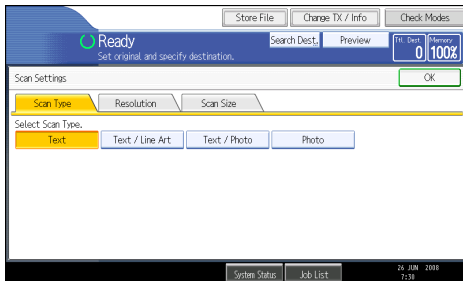 Store File Change TX / Info Check Modes
Ready Search Dest. Preview Ttl. Dest. Memory
Set original and specify destination. 0 100%
Scan Settings OK
Scan Type Resolution Scan Size
Select Scan Type.
Text Text / Line Art Text / Photo Photo
System Status Job List 26 JUN 2008
7:30